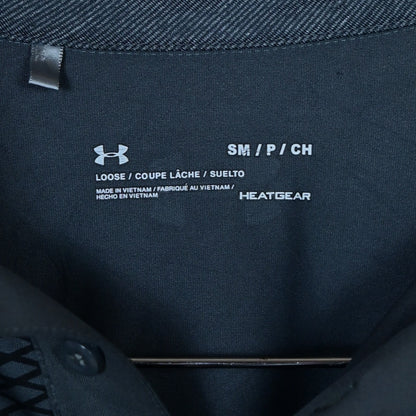 SM / P / CH
LOOSE / COUPE LÂCHE / SUELTO
MADE IN VIETNAM / FABRIQUÉ AU VIETNAM /
HECHO EN VIETNAM
HEATGEAR